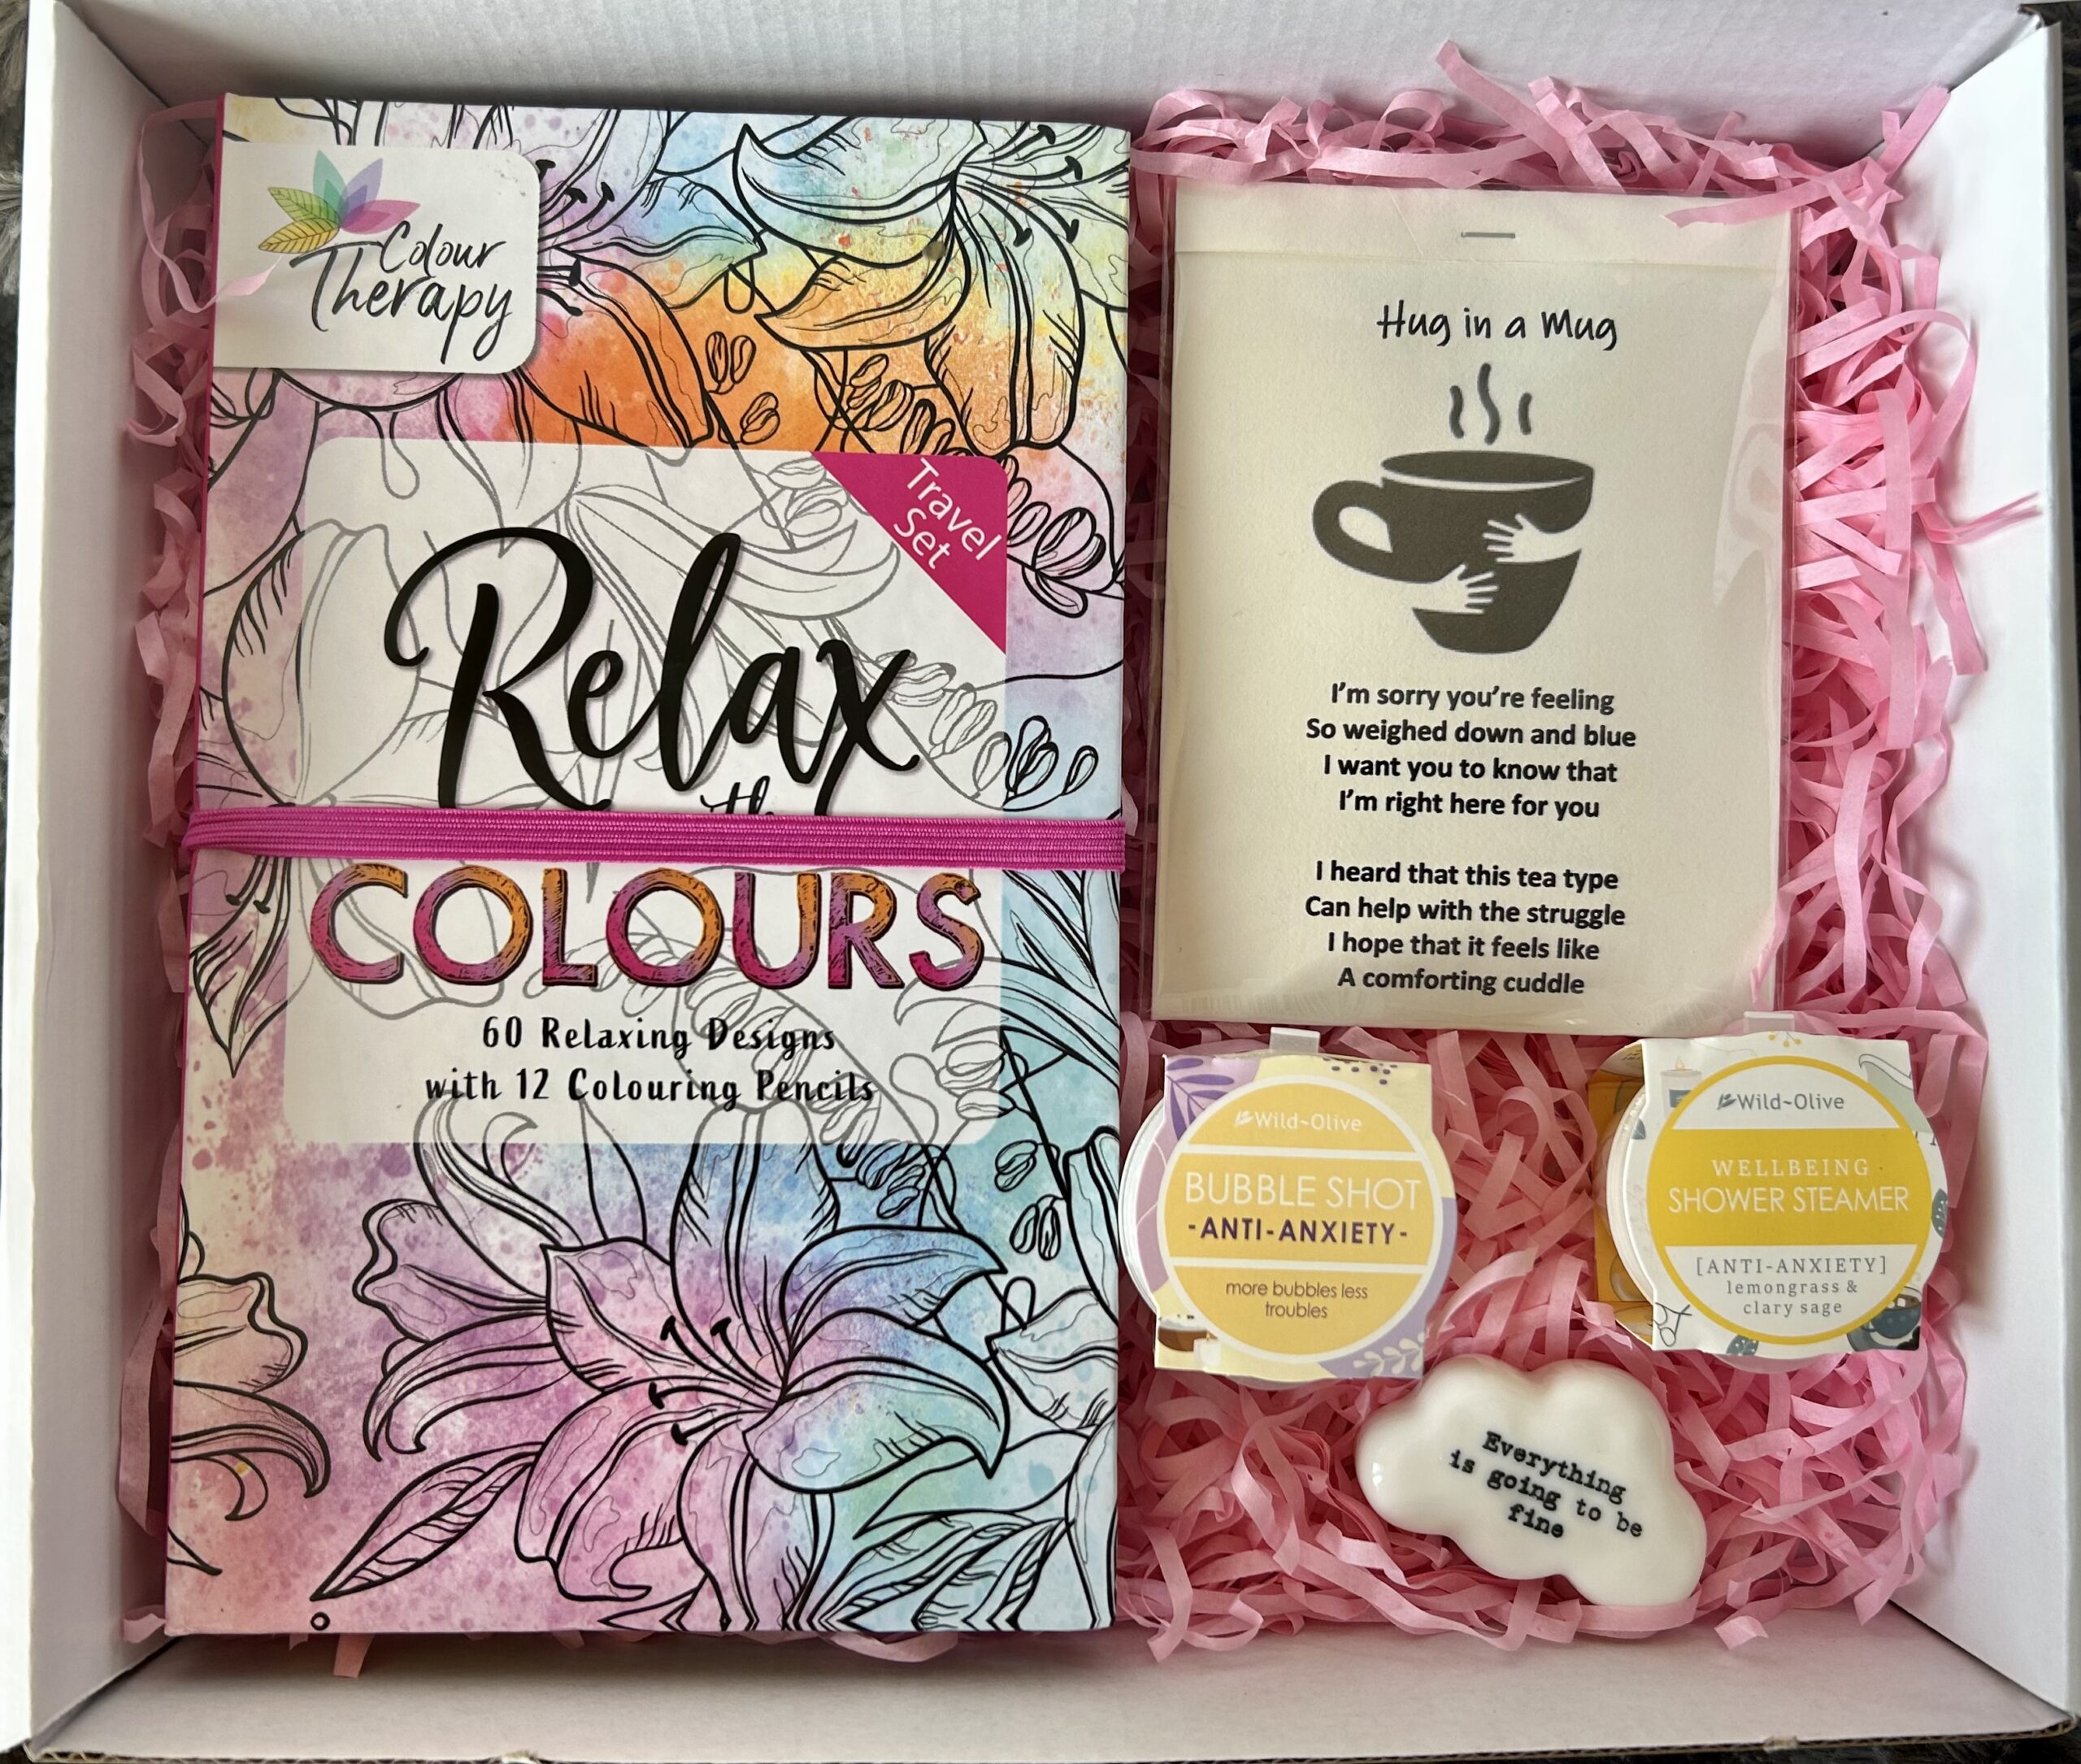 Colour
Therapy
Travel
Set
Relax
COLOURS
60 Relaxing Designs
with 12 Colouring Pencils
Hug in a Mug
I'm sorry you're feeling
So weighed down and blue
I want you to know that
I'm right here for you
I heard that this tea type
Can help with the struggle
I hope that it feels like
A comforting cuddle
Wild~Olive
BUBBLE SHOT
-ANTI-ANXIETY-
more bubbles less
troubles
Wild~Olive
WELLBEING
SHOWER STEAMER
[ANTI-ANXIETY]
lemongrass &
clary sage
Everything
is going to be
fine